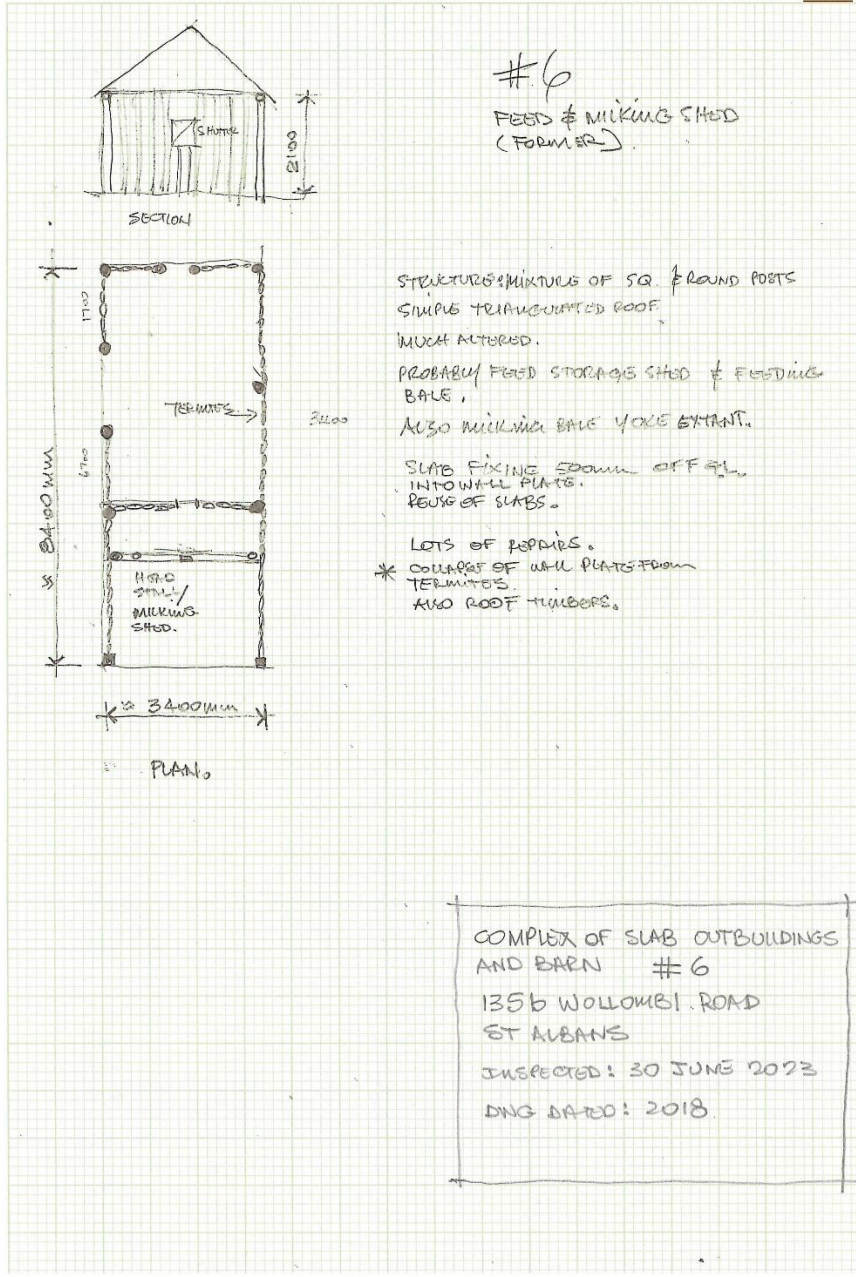 #6
FEED & MILKING SHED
(FORMER).
SHUTTER
2100
SECTION
STRUCTURE: MIXTURE OF SQ. & ROUND POSTS
SIMPLE TRIANGULATED ROOF.
MUCH ALTERED.
PROBABLY FEED STORAGE SHED & FEEDING
BALE.
ALSO MILKING BALE YOKE EXTANT.
SLAB FIXING 500mm OFF GL.
INTO WALL PLATE.
REUSE OF SLABS.
LOTS OF REPAIRS.
* COLLAPSE OF WALL PLATE FROM
TERMITES.
ALSO ROOF TIMBERS.
1700
TERMITES
3400
6700
≈ 8400mm
HEAD
STALL/
MILKING
SHED.
≈ 3400mm
PLAN.
COMPLEX OF SLAB OUTBUILDINGS
AND BARN #6
1356 WOLLOMBI ROAD
ST ALBANS
INSPECTED: 30 JUNE 2023
DWG DATED: 2018